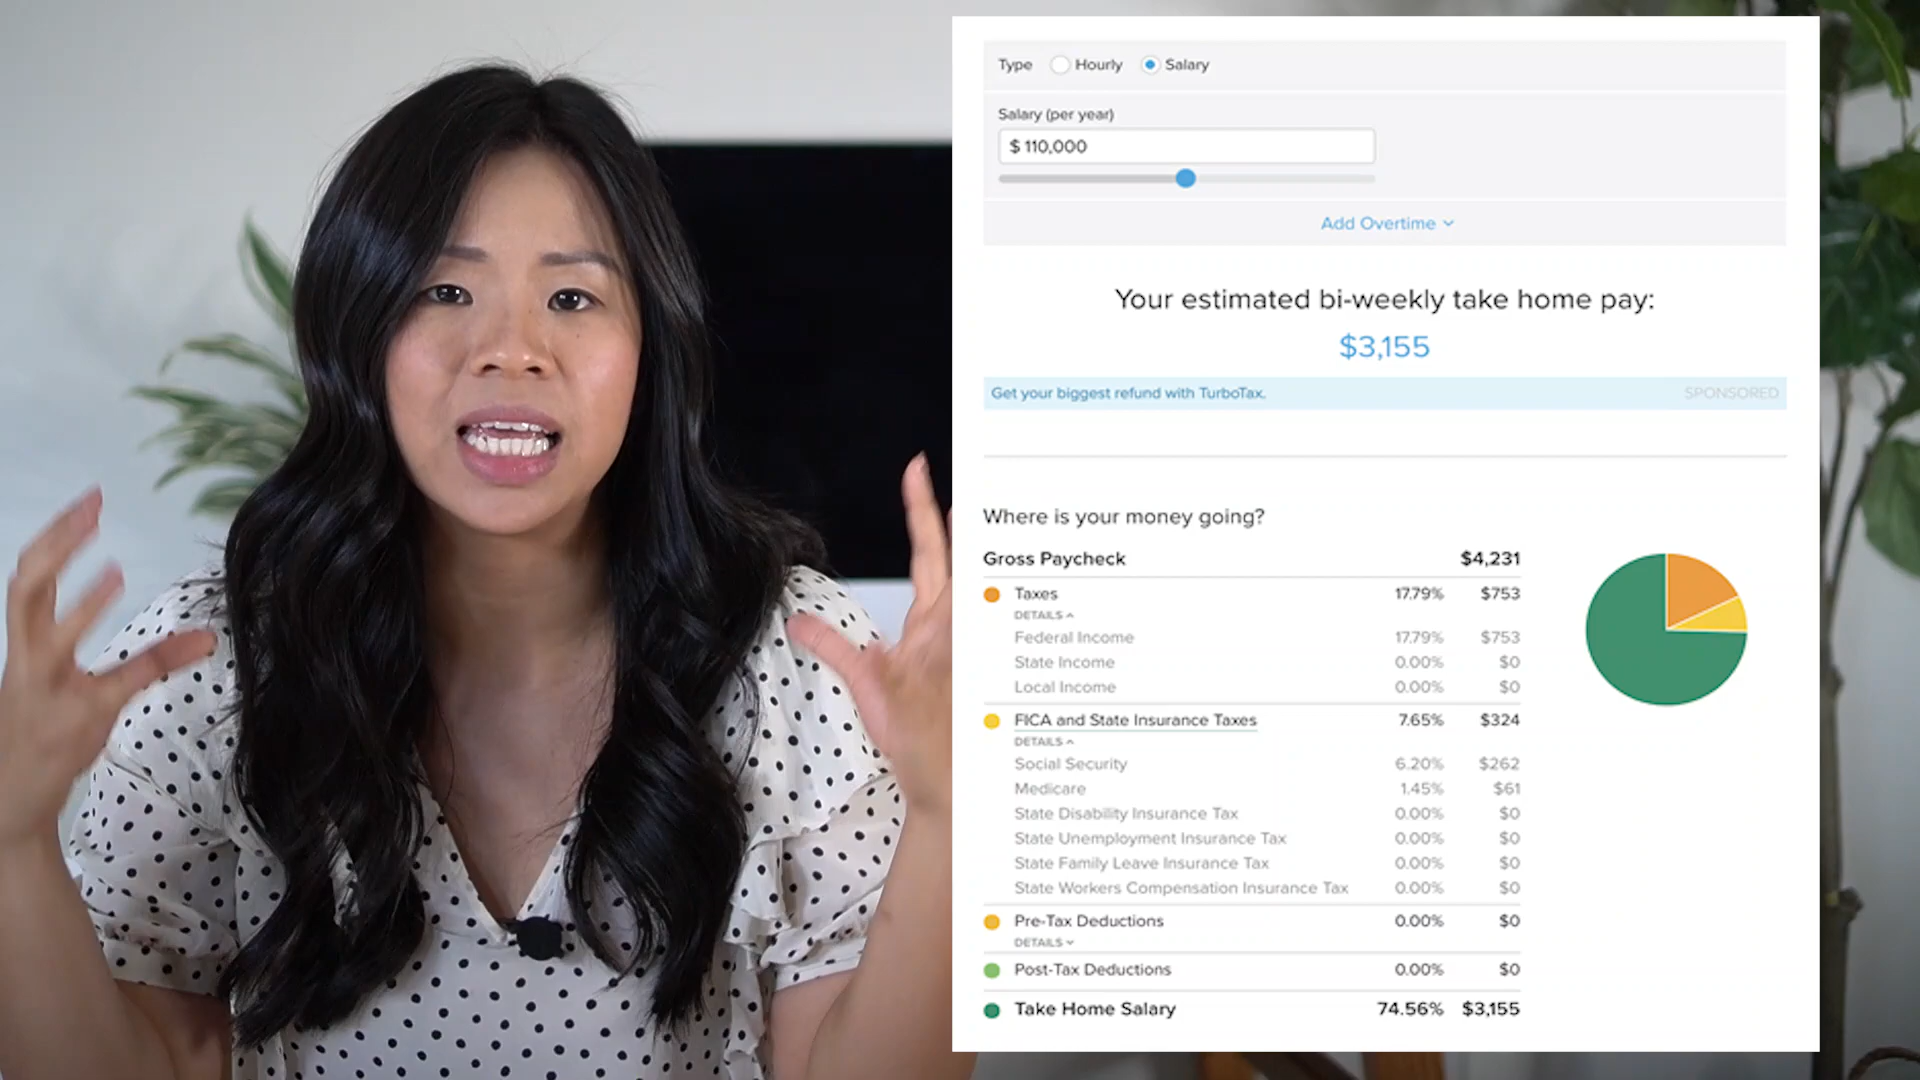 Type Hourly Salary
Salary (per year)
$ 110,000
Add Overtime
Your estimated bi-weekly take home pay:
$3,155
Get your biggest refund with TurboTax. SPONSORED
Where is your money going?
Gross Paycheck $4,231
Taxes 17.79% $753
DETAILS
Federal Income 17.79% $753
State Income 0.00% $0
Local Income 0.00% $0
FICA and State Insurance Taxes 7.65% $324
DETAILS
Social Security 6.20% $262
Medicare 1.45% $61
State Disability Insurance Tax 0.00% $0
State Unemployment Insurance Tax 0.00% $0
State Family Leave Insurance Tax 0.00% $0
State Workers Compensation Insurance Tax 0.00% $0
Pre-Tax Deductions 0.00% $0
DETAILS
Post-Tax Deductions 0.00% $0
Take Home Salary 74.56% $3,155